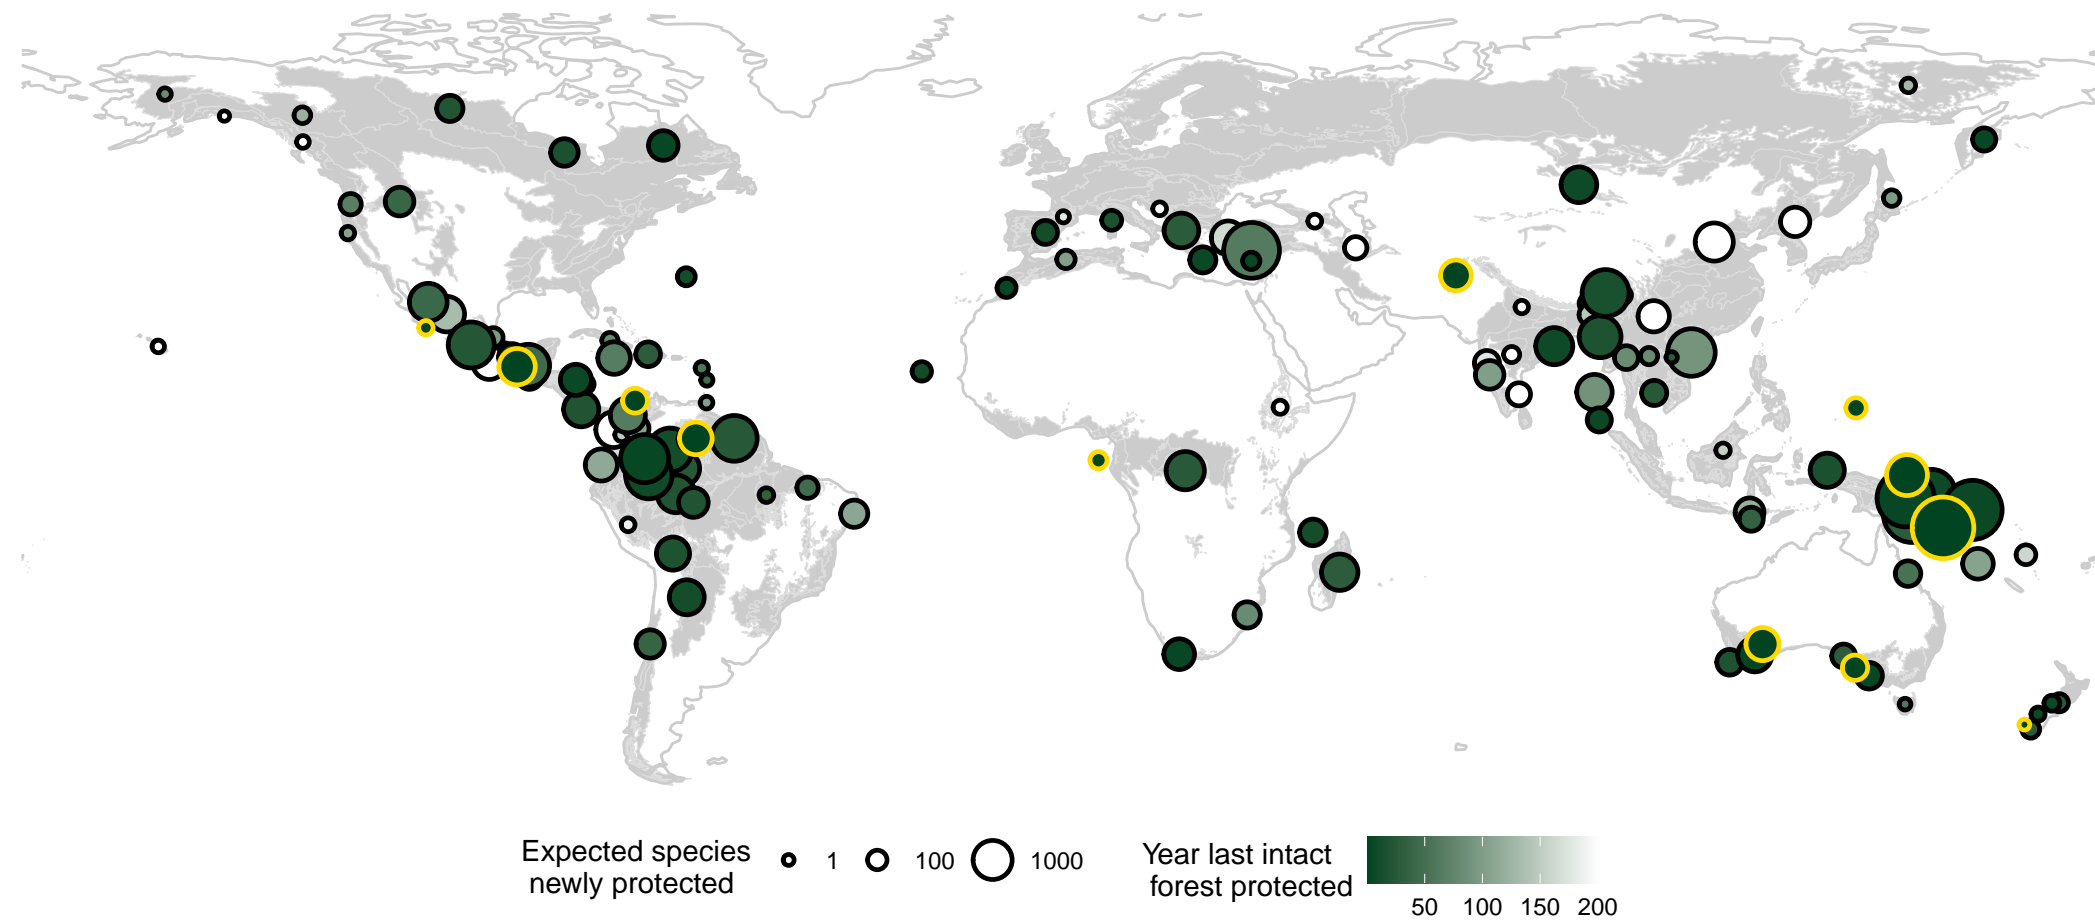 Expected species
newly protected
1
100
1000
Year last intact
forest protected
50 100 150 200